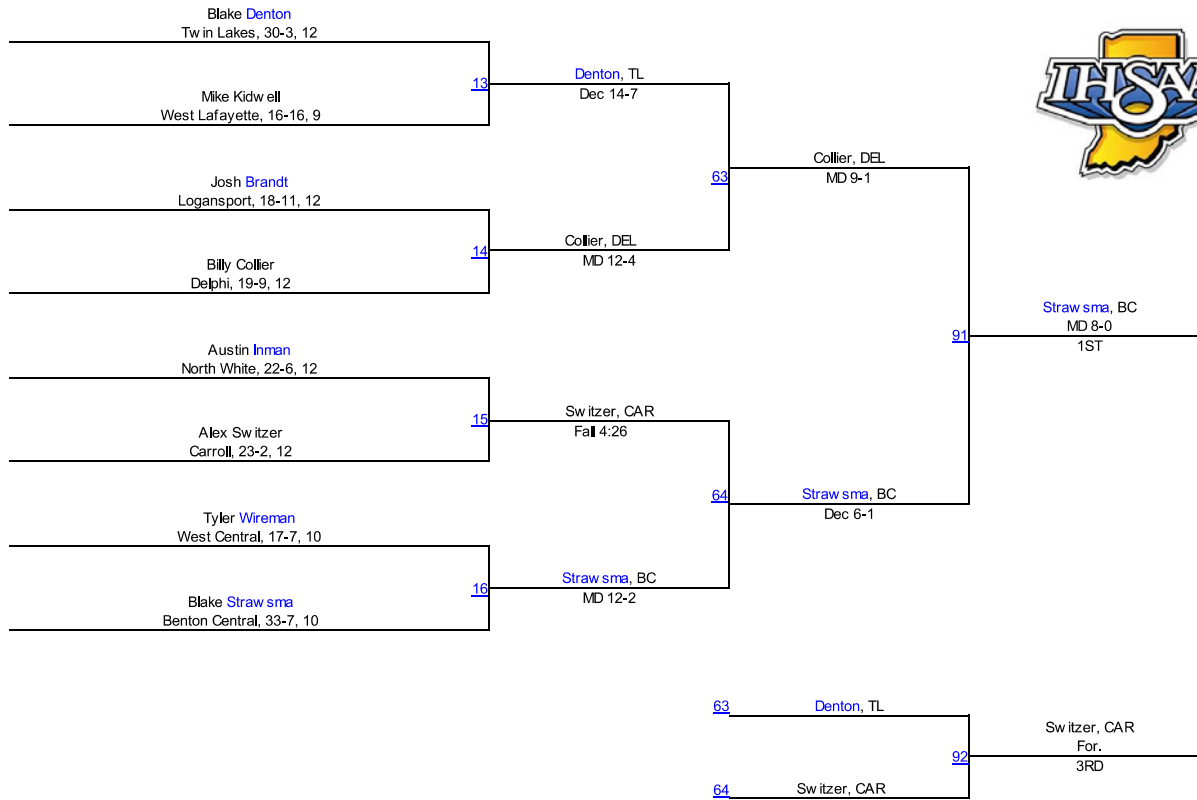 Blake Denton
Twin Lakes, 30-3, 12
13
Denton, TL
Dec 14-7
Mike Kidwell
West Lafayette, 16-16, 9
IHSAA
63
Collier, DEL
MD 9-1
Josh Brandt
Logansport, 18-11, 12
14
Collier, DEL
MD 12-4
Billy Collier
Delphi, 19-9, 12
91
Strawsma, BC
MD 8-0
1ST
Austin Inman
North White, 22-6, 12
15
Switzer, CAR
Fall 4:26
Alex Switzer
Carroll, 23-2, 12
64
Strawsma, BC
Dec 6-1
Tyler Wireman
West Central, 17-7, 10
16
Strawsma, BC
MD 12-2
Blake Strawsma
Benton Central, 33-7, 10
63
Denton, TL
92
Switzer, CAR
For.
3RD
64
Switzer, CAR